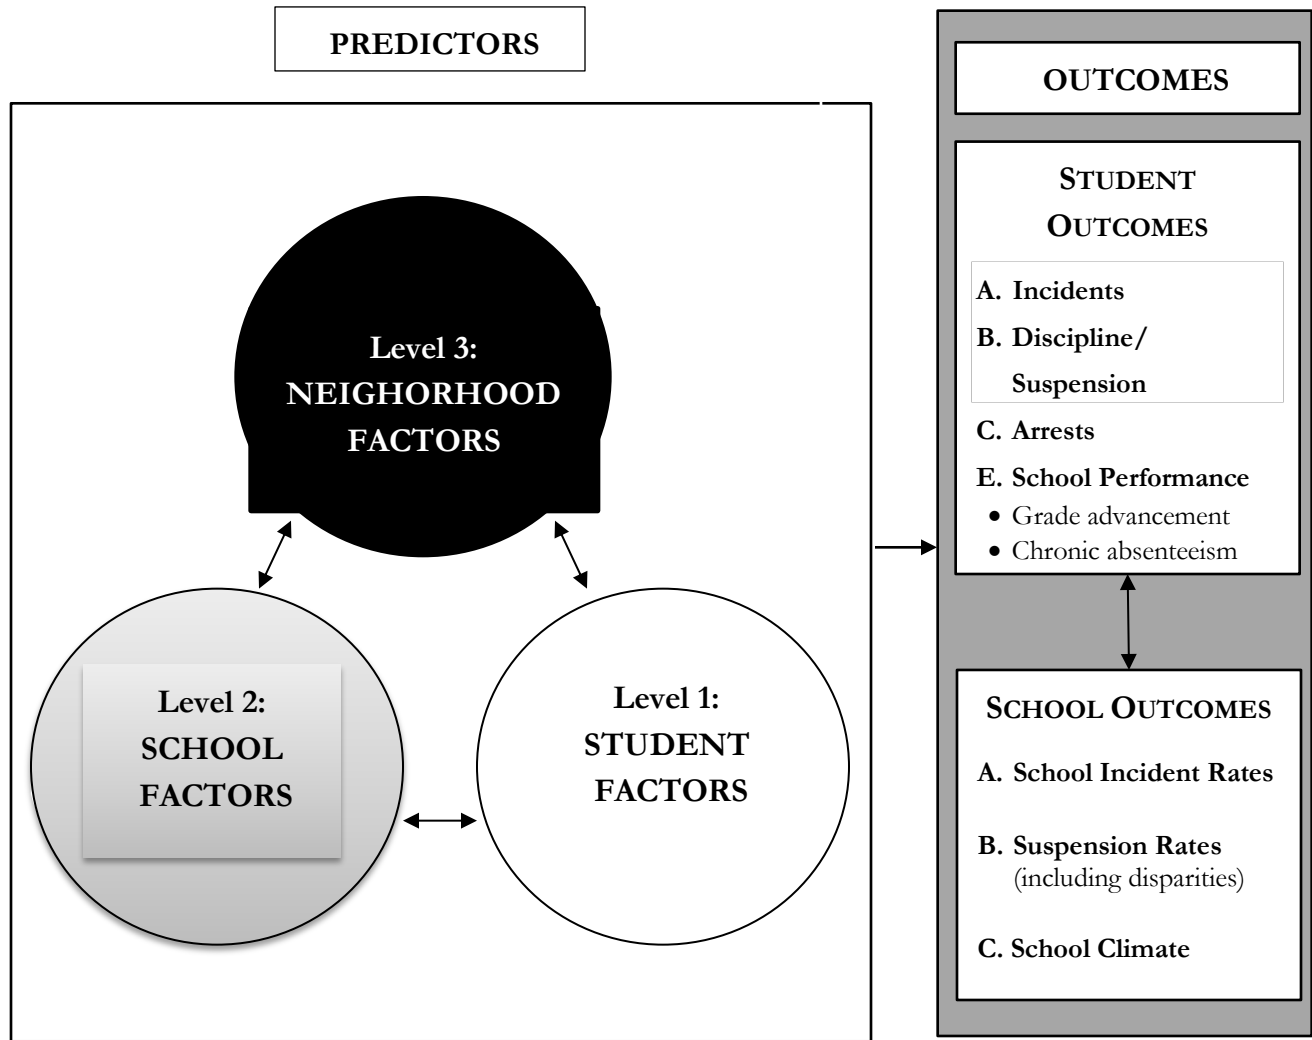 PREDICTORS
Level 3:
NEIGHORHOOD
FACTORS
Level 2:
SCHOOL
FACTORS
Level 1:
STUDENT
FACTORS
OUTCOMES
STUDENT
OUTCOMES
A. Incidents
B. Discipline/
Suspension
C. Arrests
E. School Performance
• Grade advancement
• Chronic absenteeism
SCHOOL OUTCOMES
A. School Incident Rates
B. Suspension Rates
(including disparities)
C. School Climate